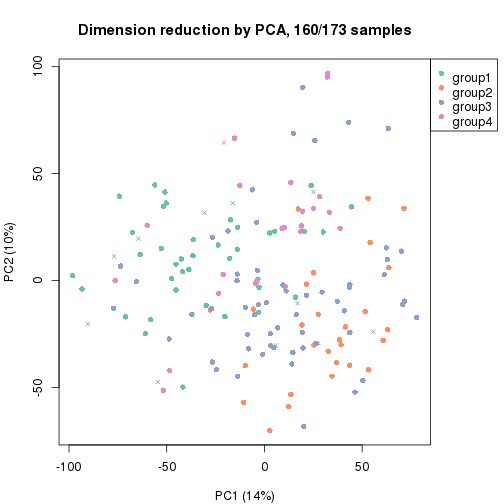 Dimension reduction by PCA, 160/173 samples
group1
group2
group3
group4
100
50
0
-50
PC2 (10%)
-100
-50
0
50
PC1 (14%)